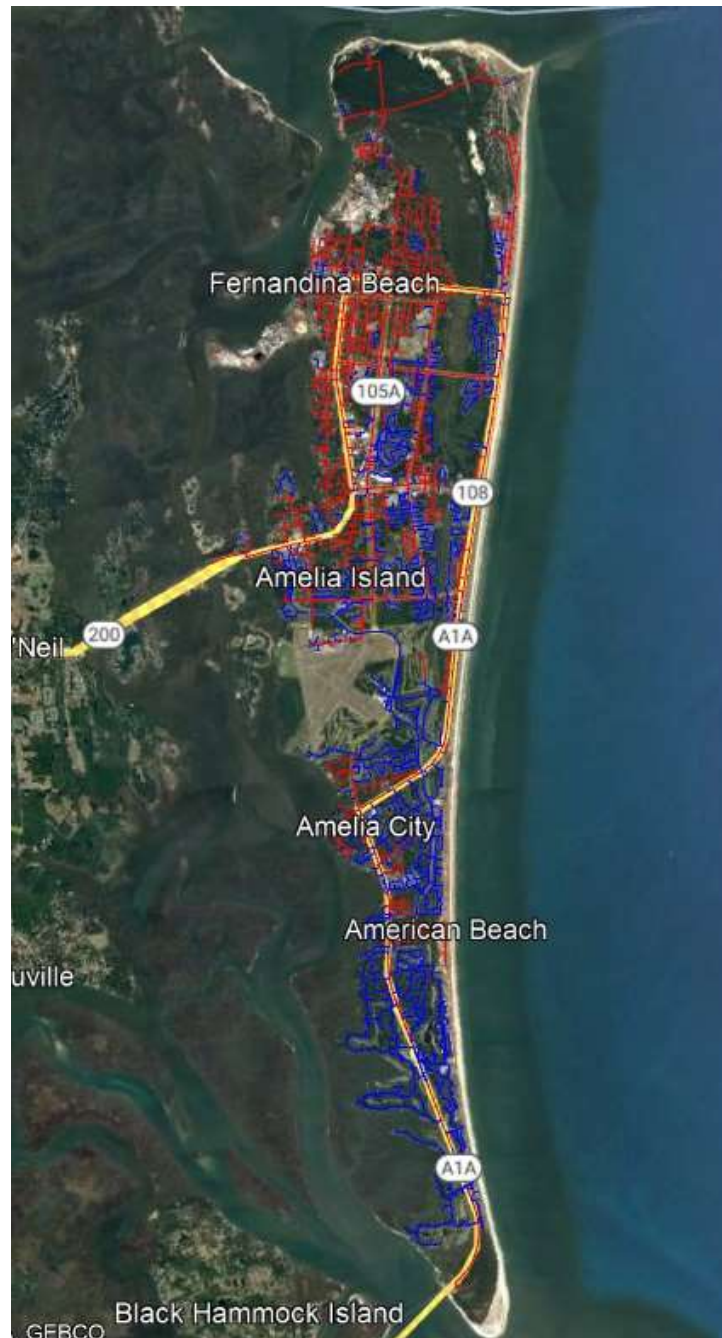 Fernandina Beach
105A
108
Amelia Island
200
'Neil
A1A
Amelia City
American Beach
uville
A1A
Black Hammock Island
GEBCO